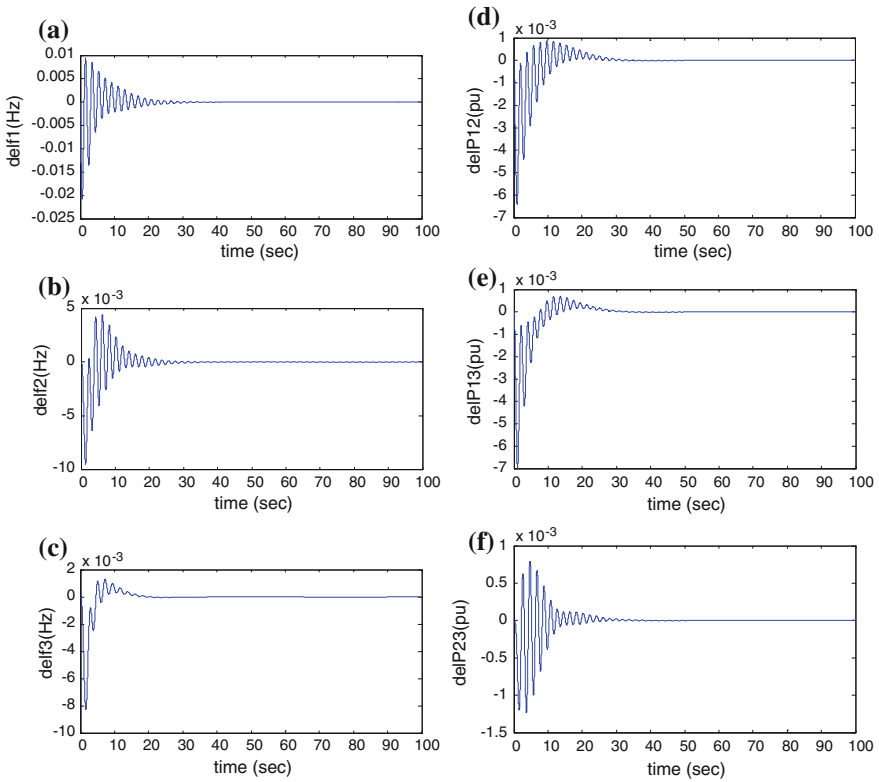 (a)
0.01
0.005
0
-0.005
-0.01
-0.015
-0.02
-0.025
delf1(Hz)
0 10 20 30 40 50 60 70 80 90 100
time (sec)
(b)
x 10-3
5
0
-5
-10
delf2(Hz)
0 10 20 30 40 50 60 70 80 90 100
time (sec)
(c)
x 10-3
2
0
-2
-4
-6
-8
-10
delf3(Hz)
0 10 20 30 40 50 60 70 80 90 100
time (sec)
(d)
x 10-3
1
0
-1
-2
-3
-4
-5
-6
-7
delP12(pu)
0 10 20 30 40 50 60 70 80 90 100
time (sec)
(e)
x 10-3
1
0
-1
-2
-3
-4
-5
-6
-7
delP13(pu)
0 10 20 30 40 50 60 70 80 90 100
time (sec)
(f)
x 10-3
1
0.5
0
-0.5
-1
-1.5
delP23(pu)
0 10 20 30 40 50 60 70 80 90 100
time (sec)